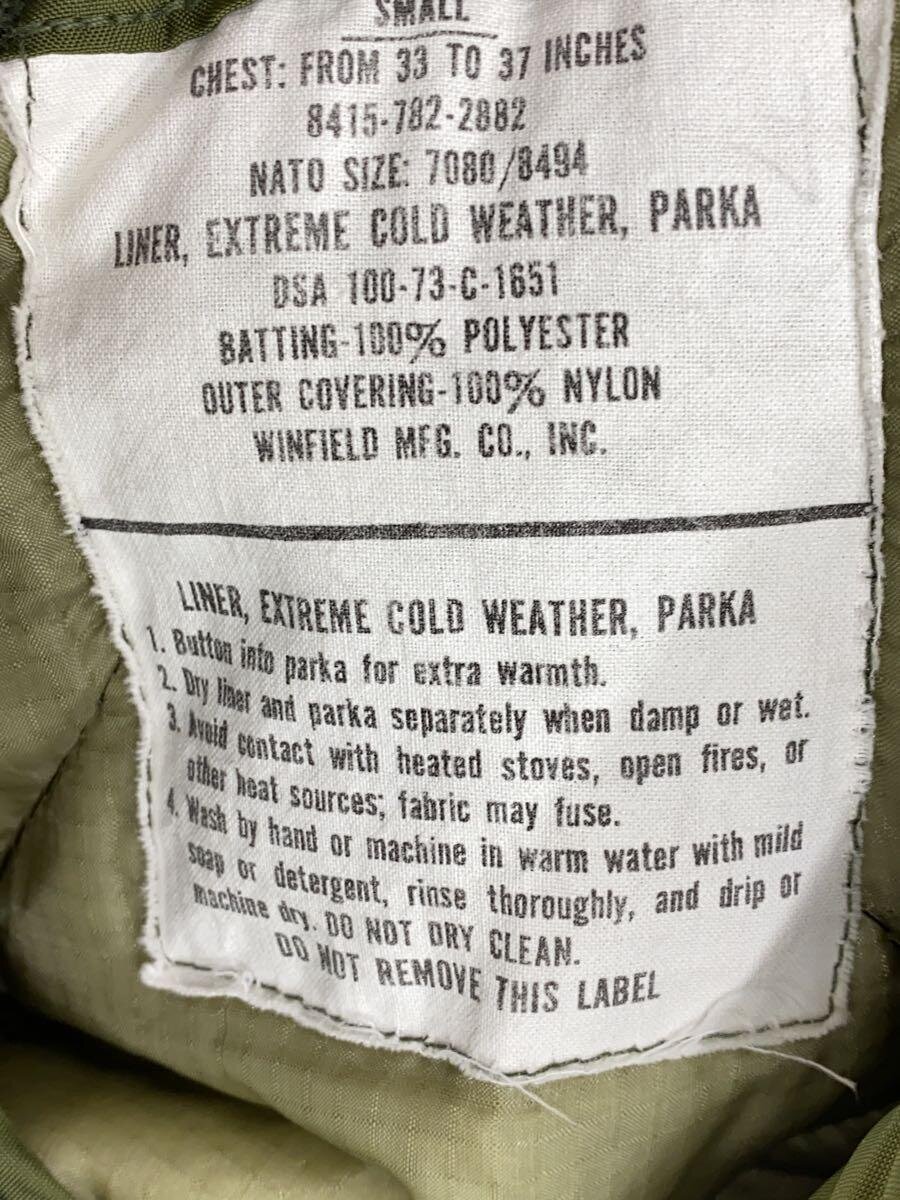 SMALL
CHEST: FROM 33 TO 37 INCHES
8415-782-2882
NATO SIZE: 7080/8494
LINER, EXTREME COLD WEATHER, PARKA
DSA 100-73-C-1651
BATTING-100% POLYESTER
OUTER COVERING-100% NYLON
WINFIELD MFG. CO., INC.
LINER, EXTREME COLD WEATHER, PARKA
1. Button into parka for extra warmth.
2. Dry liner and parka separately when damp or wet.
3. Avoid contact with heated stoves, open fires, or
other heat sources; fabric may fuse.
4. Wash by hand or machine in warm water with mild
soap or detergent, rinse thoroughly, and drip or
machine dry. DO NOT DRY CLEAN.
DO NOT REMOVE THIS LABEL